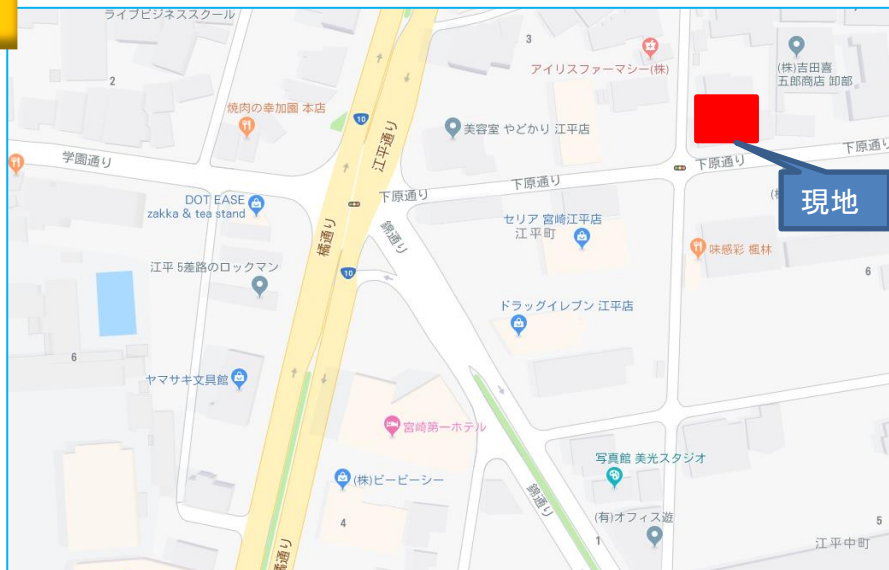 ライブビジネススクール
3
2
アイリスファーマシー(株)
(株)吉田喜
五郎商店 卸部
焼肉の幸加園 本店
10
江平通り
美容室 やどかり 江平店
学園通り
下原通り
下原通り
下原通り
下原通り
現地
DOT EASE
zakka & tea stand
橘通り
錦通り
セリア 宮崎江平店
江平町
味感彩 楓林
江平 5差路のロックマン
10
6
ドラッグイレブン 江平店
6
ヤマサキ文具館
宮崎第一ホテル
写真館 美光スタジオ
(株)ビービーシー
錦通り
(有)オフィス遊
4
1
5
江平中町
橘通り